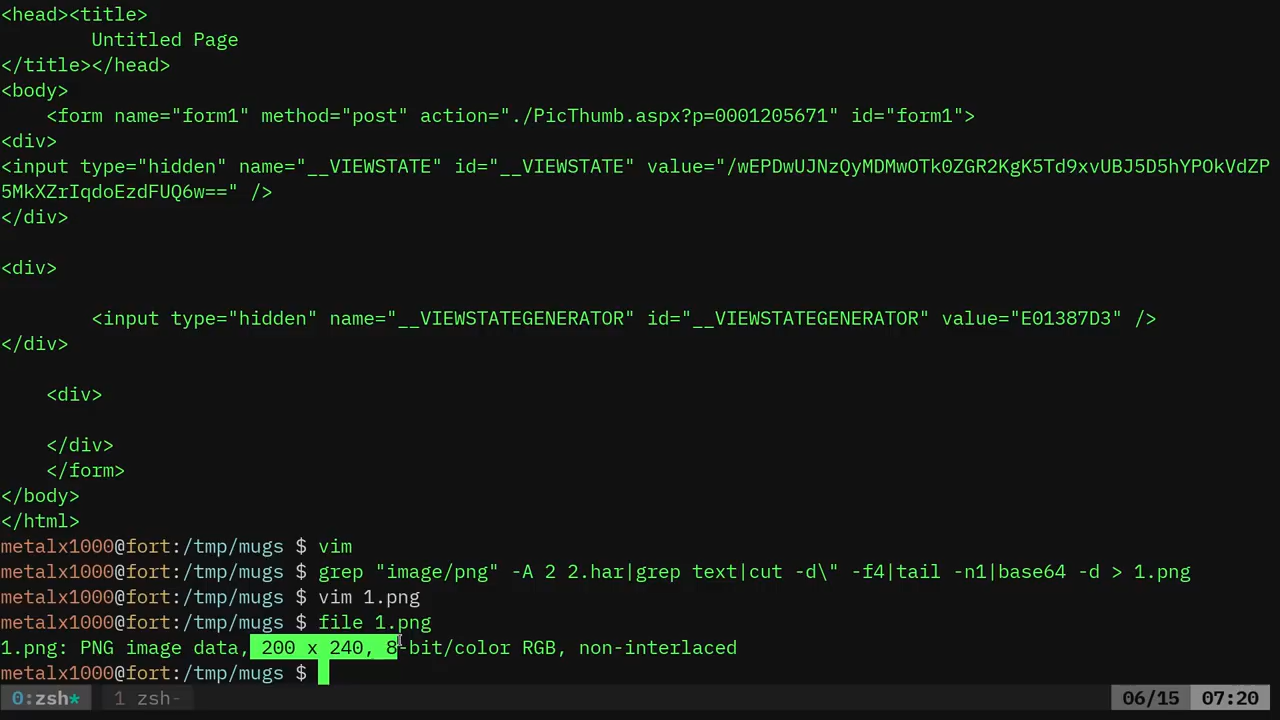 <head><title>
Untitled Page
</title></head>
<body>
<form name="form1" method="post" action="./PicThumb.aspx?p=0001205671" id="form1">
<div>
<input type="hidden" name="__VIEWSTATE" id="__VIEWSTATE" value="/wEPDwUJNzQyMDMwOTk0ZGR2KgK5Td9xvUBJ5D5hYPOkVdZP
5MkXZrIqdoEzdFUQ6w==" />
</div>
<div>
<input type="hidden" name="__VIEWSTATEGENERATOR" id="__VIEWSTATEGENERATOR" value="E01387D3" />
</div>
<div>
</div>
</form>
</body>
</html>
metalx1000@fort:/tmp/mugs $ vim
metalx1000@fort:/tmp/mugs $ grep "image/png" -A 2 2.har|grep text|cut -d\" -f4|tail -n1|base64 -d > 1.png
metalx1000@fort:/tmp/mugs $ vim 1.png
metalx1000@fort:/tmp/mugs $ file 1.png
1.png: PNG image data, 200 x 240, 8-bit/color RGB, non-interlaced
metalx1000@fort:/tmp/mugs $
0:zsh* 1 zsh- 06/15 07:20